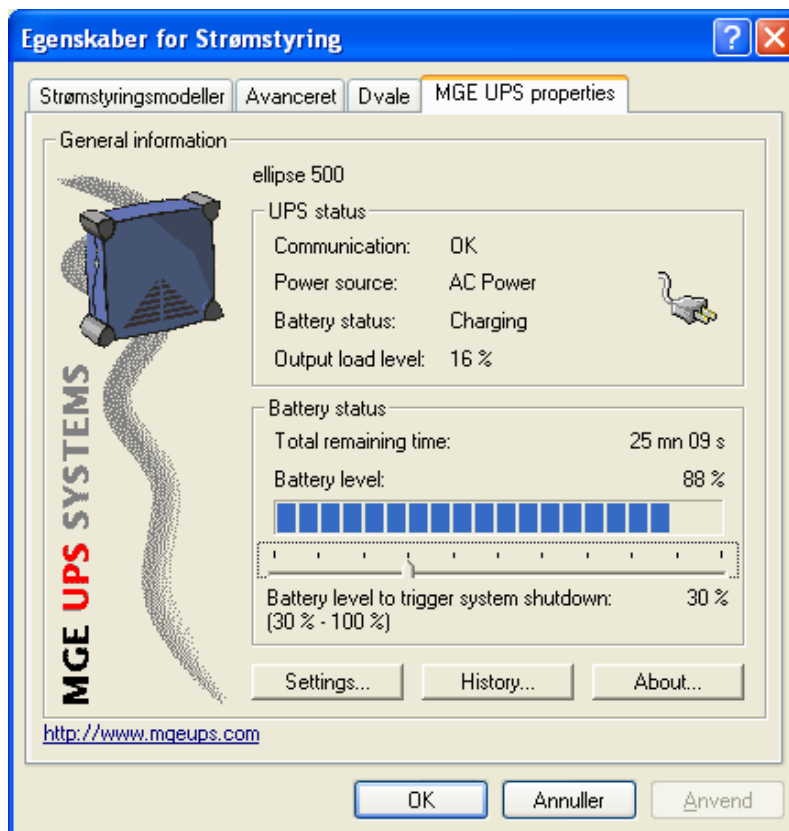 Egenskaber for Strømstyring
Strømstyringsmodeller Avanceret Dvale MGE UPS properties
General information
ellipse 500
UPS status
Communication: OK
Power source: AC Power
Battery status: Charging
Output load level: 16 %
Battery status
Total remaining time: 25 mn 09 s
Battery level: 88 %
Battery level to trigger system shutdown: 30 %
(30 % - 100 %)
MGE UPS SYSTEMS
Settings... History... About...
http://www.mgeups.com
OK Annuller Anvend